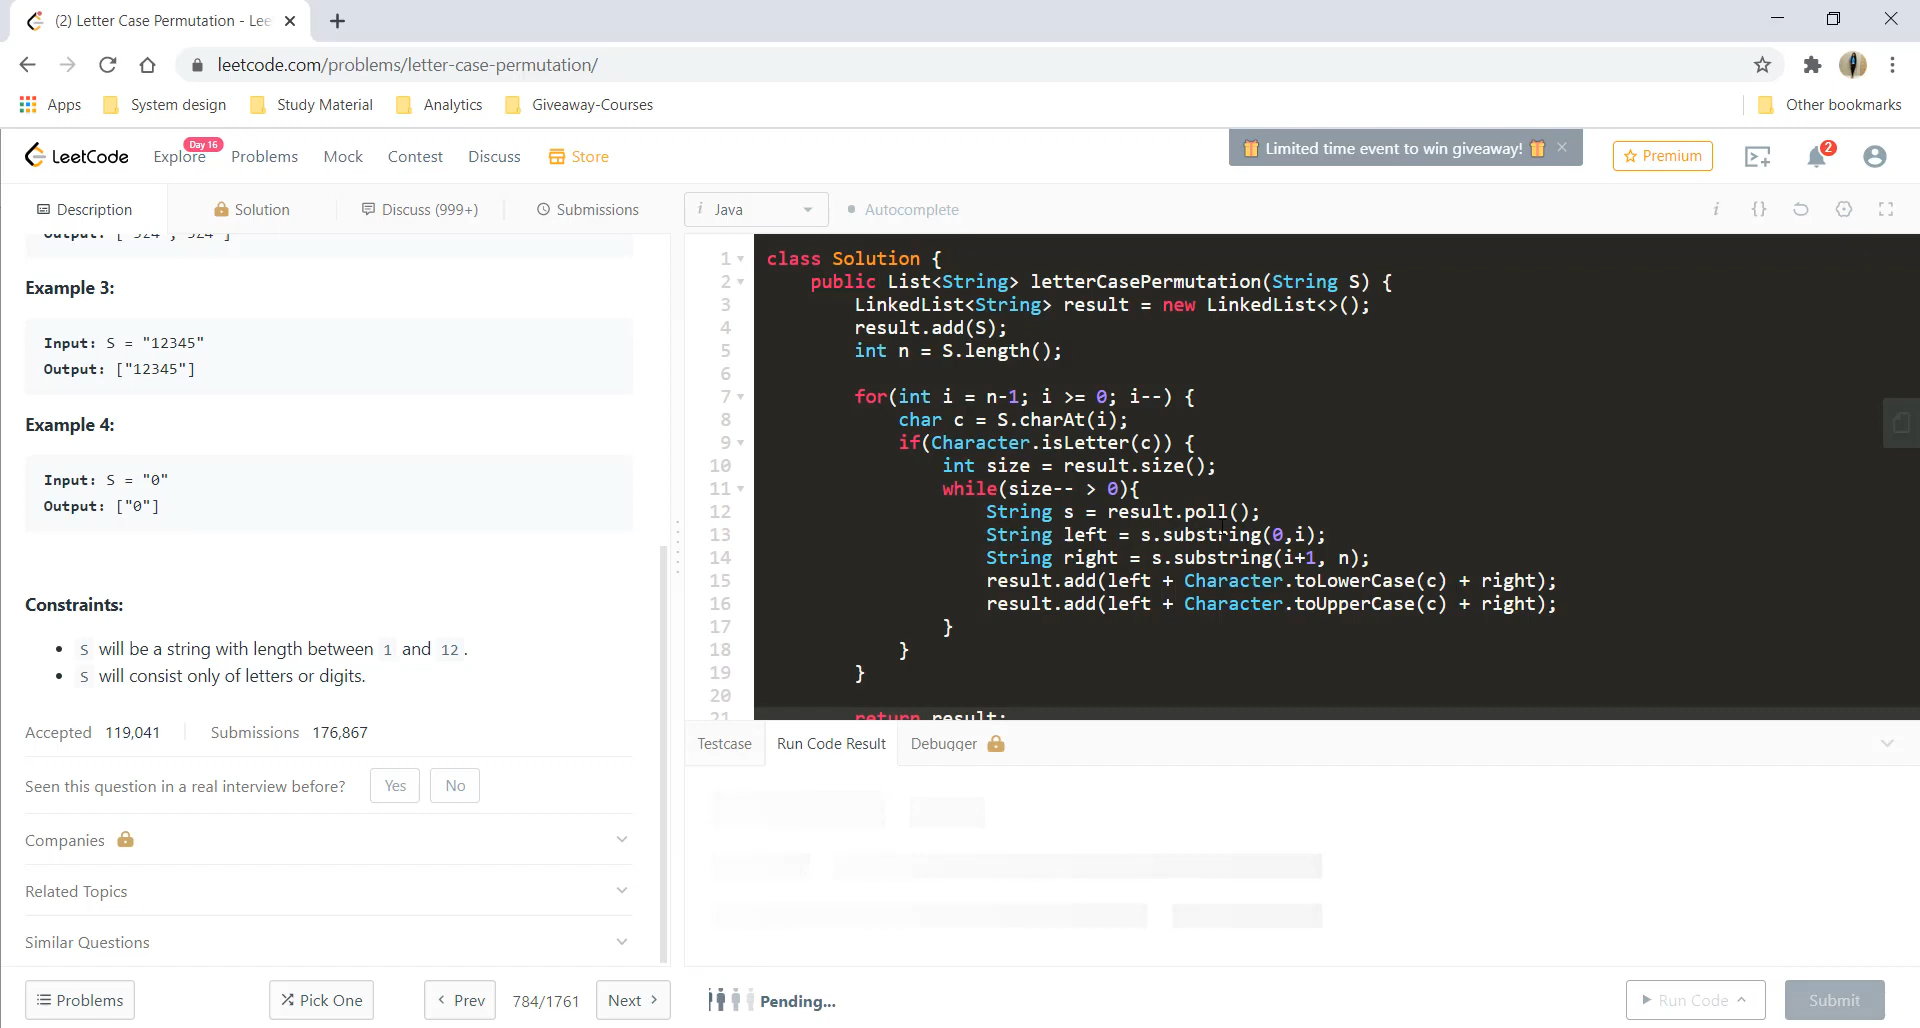 (2) Letter Case Permutation - Lee
leetcode.com/problems/letter-case-permutation/
Apps System design Study Material Analytics Giveaway-Courses Other bookmarks
LeetCode Explore Day 16 Problems Mock Contest Discuss Store Limited time event to win giveaway! Premium 2
Description Solution Discuss (999+) Submissions i Java Autocomplete i {}
Example 3:
Input: S = "12345"
Output: ["12345"]
Example 4:
Input: S = "0"
Output: ["0"]
Constraints:
• S will be a string with length between 1 and 12.
• S will consist only of letters or digits.
Accepted 119,041 Submissions 176,867
Seen this question in a real interview before? Yes No
Companies
Related Topics
Similar Questions
Problems Pick One < Prev 784/1761 Next >
1 class Solution {
2 public List<String> letterCasePermutation(String S) {
3 LinkedList<String> result = new LinkedList<>();
4 result.add(S);
5 int n = S.length();
6
7 for(int i = n-1; i >= 0; i--) {
8 char c = S.charAt(i);
9 if(Character.isLetter(c)) {
10 int size = result.size();
11 while(size-- > 0){
12 String s = result.poll();
13 String left = s.substring(0,i);
14 String right = s.substring(i+1, n);
15 result.add(left + Character.toLowerCase(c) + right);
16 result.add(left + Character.toUpperCase(c) + right);
17 }
18 }
19 }
20
21 return result;
Testcase Run Code Result Debugger
Pending... Run Code Submit